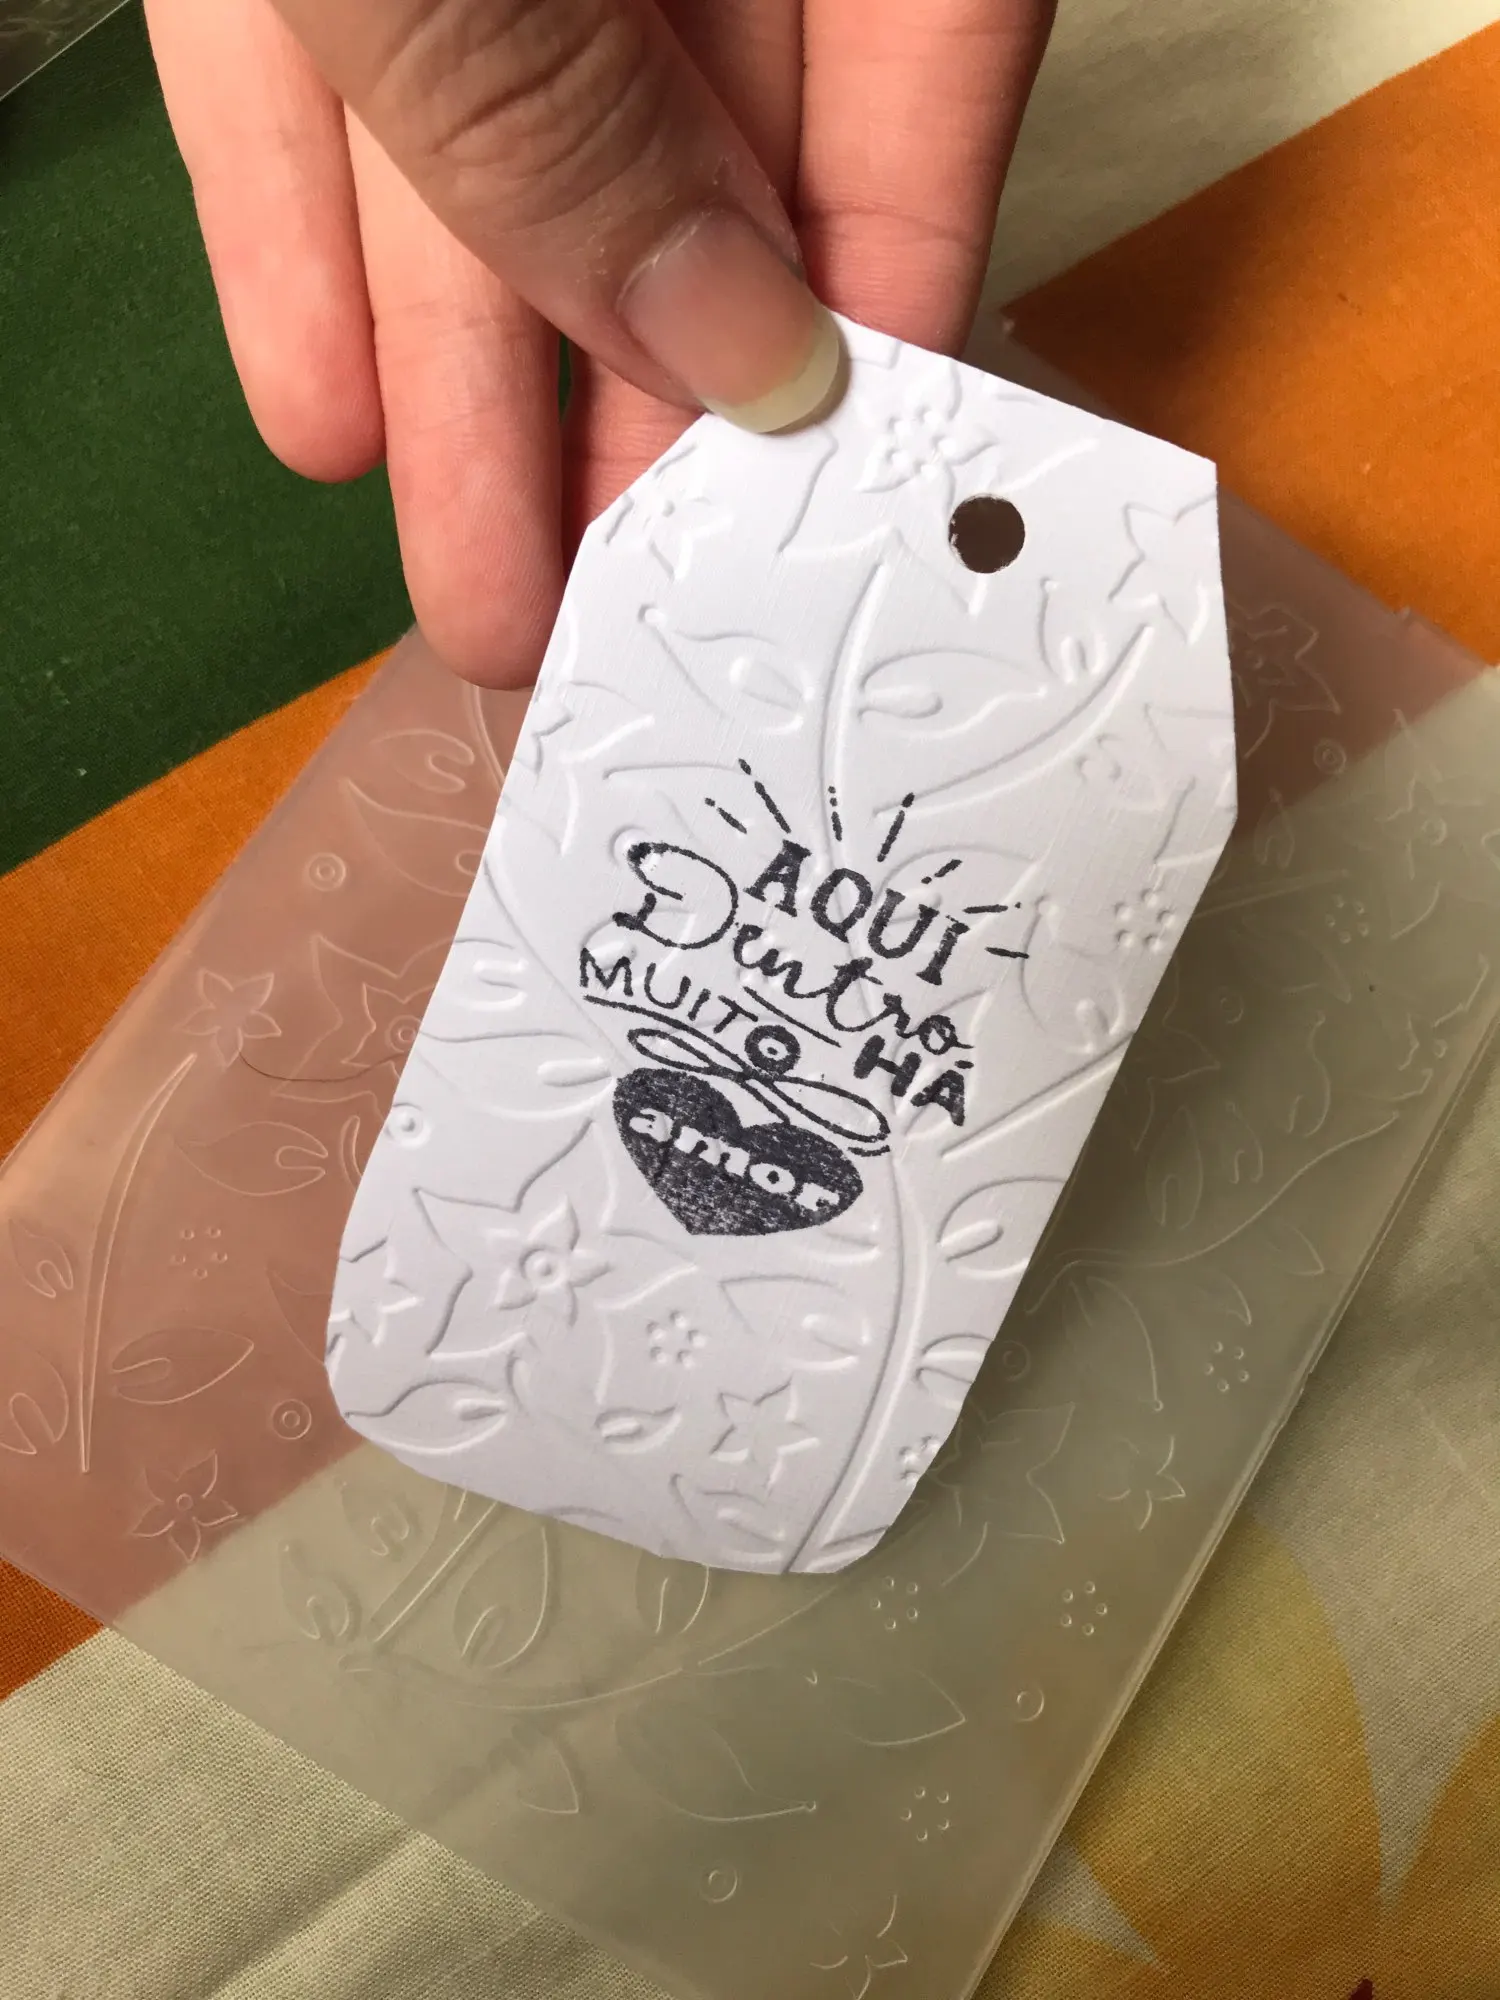 AQUÍ
Dentro
MUITO HÁ
amor